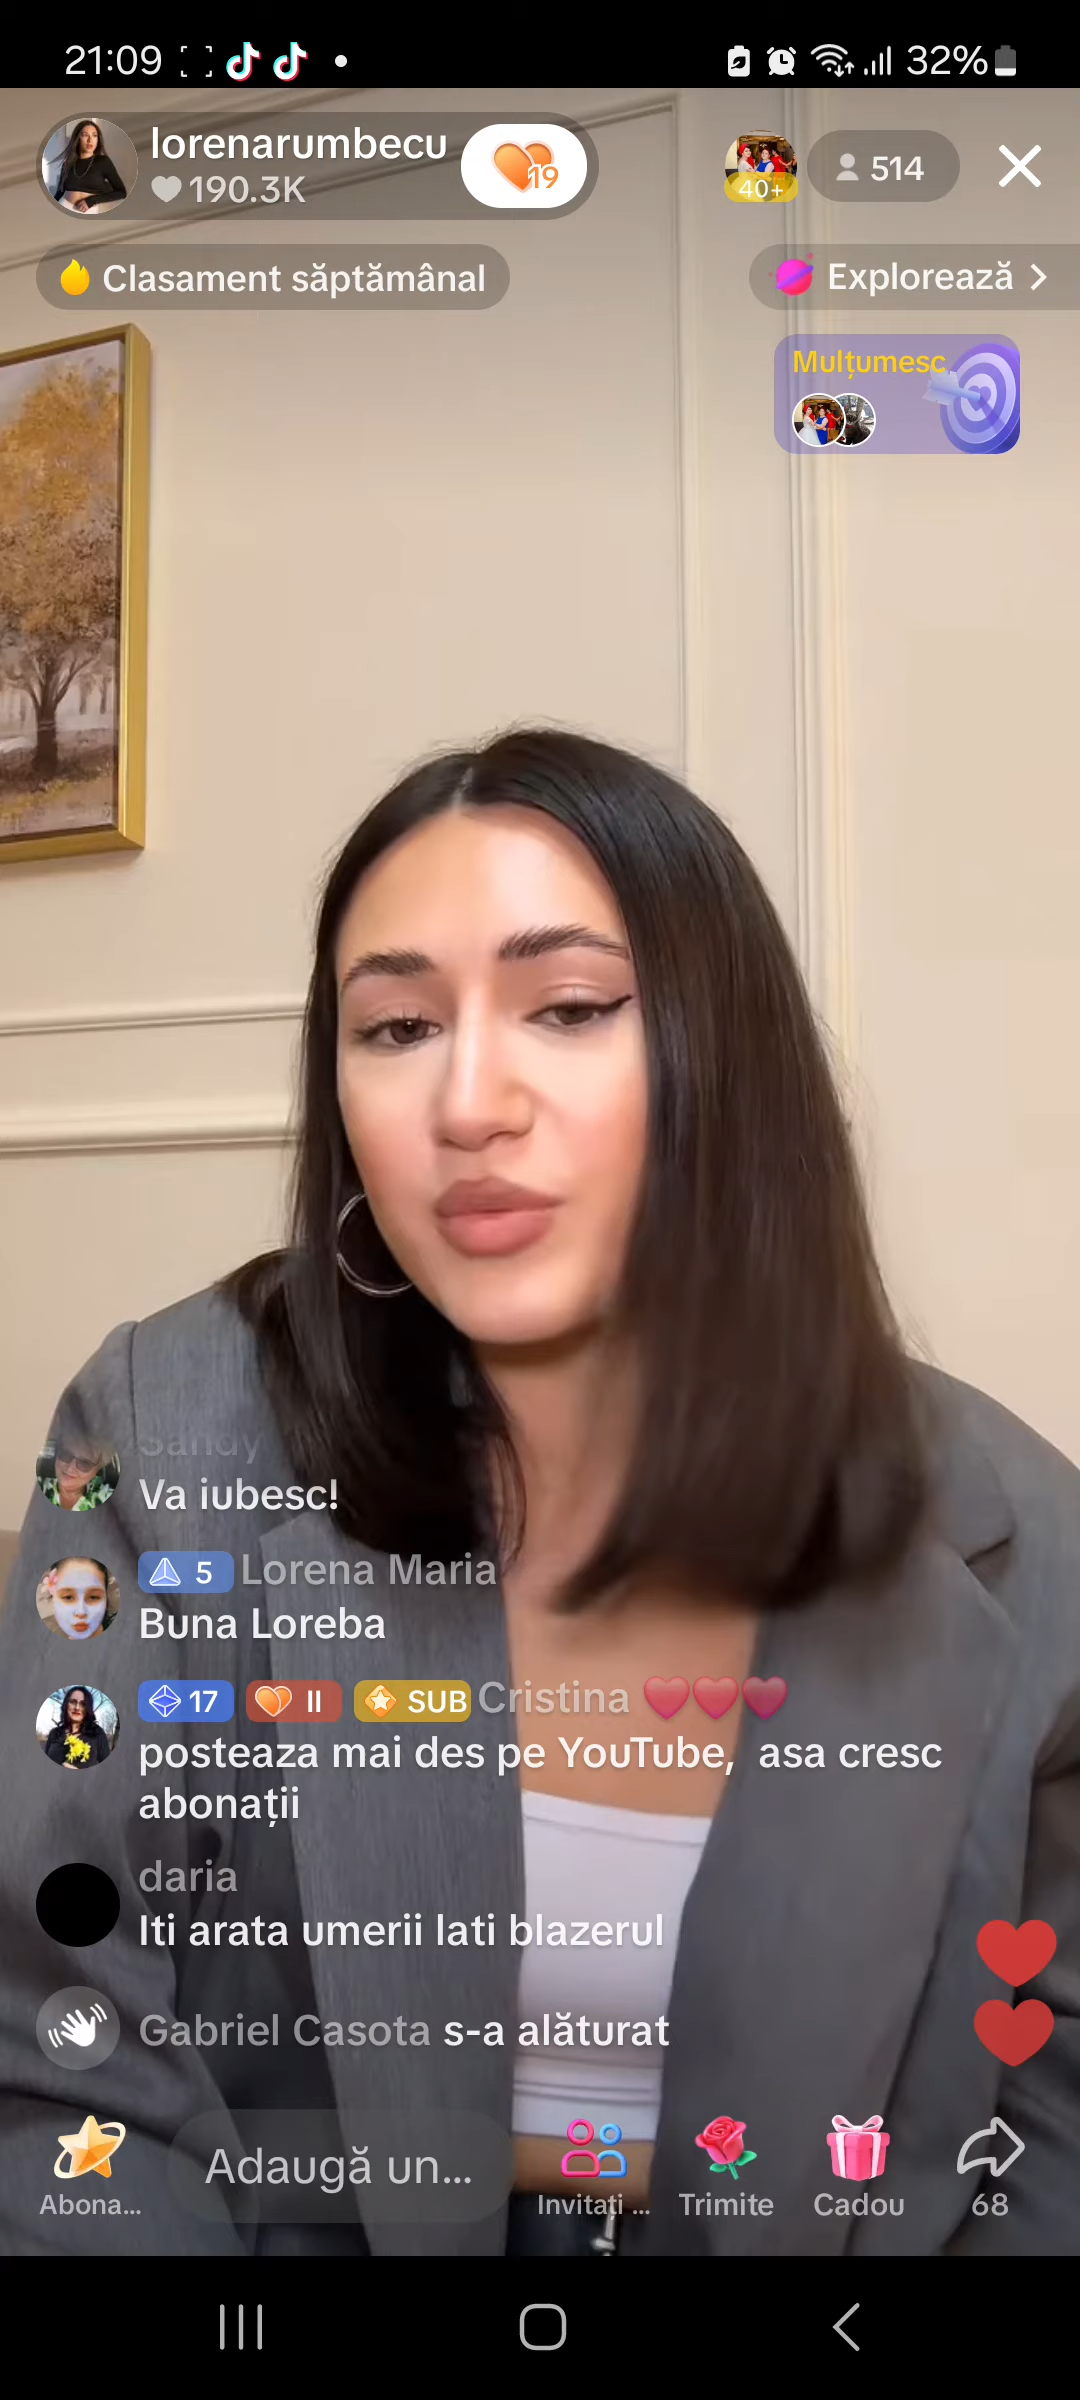 21:09
32%
lorenarumbecu
190.3K
19
40+
514
Clasament săptămânal
Explorează
Mulțumesc
Sandy
Va iubesc!
5 Lorena Maria
Buna Loreba
17 II SUB Cristina
posteaza mai des pe YouTube, asa cresc
abonații
daria
Iti arata umerii lati blazerul
Gabriel Casota s-a alăturat
Adaugă un...
Abona...
Invitați ...
Trimite
Cadou
68